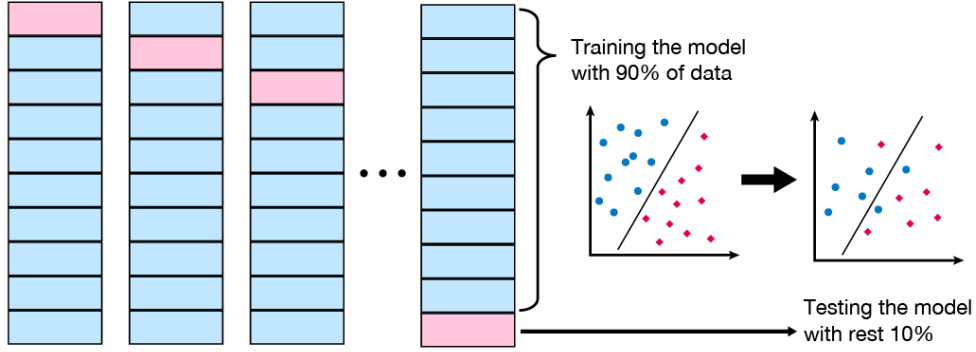 Training the model
with 90% of data
Testing the model
with rest 10%